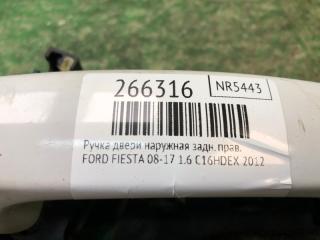 266316
NR5443
Ручка двери наружная задн. прав.
FORD FIESTA 08-17 1.6 C16HDEX 2012